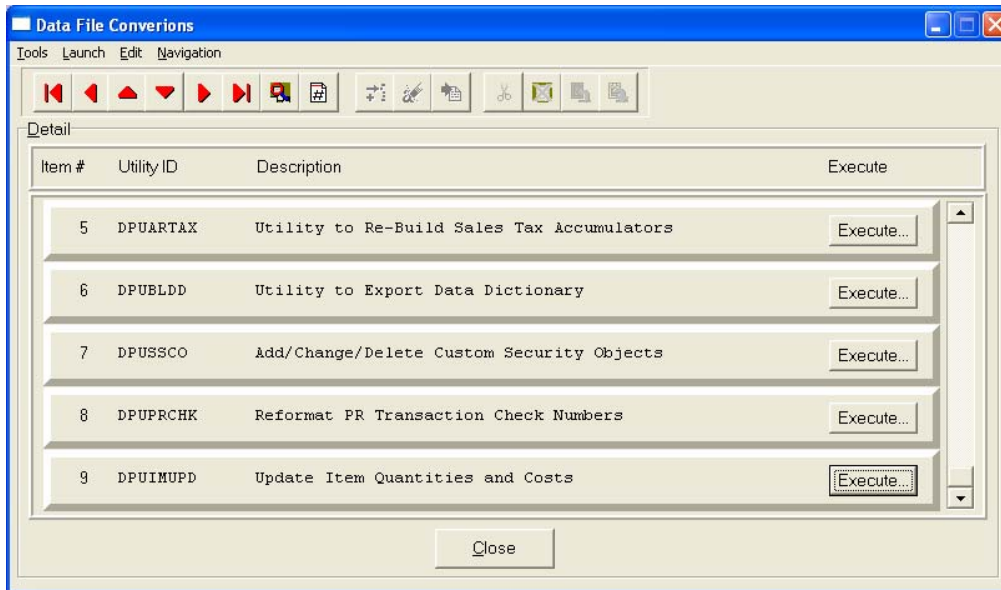 Data File Converions
Tools Launch Edit Navigation
Detail
Item # Utility ID Description Execute
5 DPUARTAX Utility to Re-Build Sales Tax Accumulators Execute...
6 DPUBLDD Utility to Export Data Dictionary Execute...
7 DPUSSCO Add/Change/Delete Custom Security Objects Execute...
8 DPUPRCHK Reformat PR Transaction Check Numbers Execute...
9 DPUIMUPD Update Item Quantities and Costs Execute...
Close